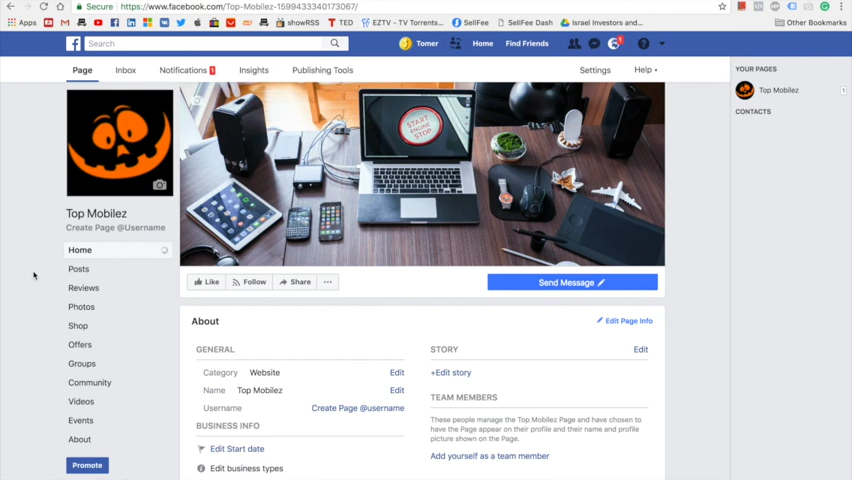 Secure https://www.facebook.com/Top-Mobilez-1599433340173067/
Apps showRSS TED EZTV - TV Torrents... SellFee SellFee Dash Israel Investors and... Other Bookmarks
Search Tomer Home Find Friends 1
Page Inbox Notifications 1 Insights Publishing Tools Settings Help
YOUR PAGES
Top Mobilez 1
CONTACTS
START
ENGINE
STOP
Top Mobilez
Create Page @Username
Home
Posts
Reviews
Photos
Shop
Offers
Groups
Community
Videos
Events
About
Promote
Like Follow Share ... Send Message
About Edit Page Info
GENERAL
Category Website Edit
Name Top Mobilez Edit
Username Create Page @username
BUSINESS INFO
Edit Start date
Edit business types
STORY Edit
+Edit story
TEAM MEMBERS
These people manage the Top Mobilez Page and have chosen to
have the Page appear on their profile and their name and profile
picture shown on the Page.
Add yourself as a team member